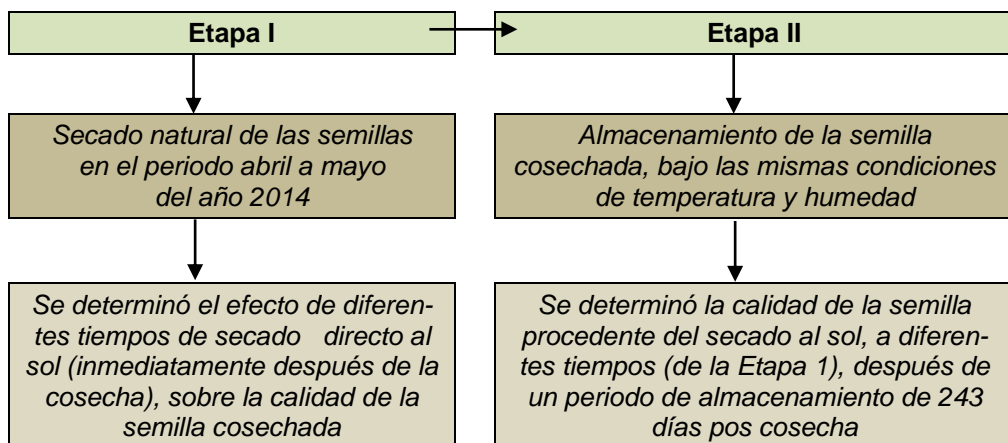 Etapa I
Etapa II
Secado natural de las semillas
en el periodo abril a mayo
del año 2014
Almacenamiento de la semilla
cosechada, bajo las mismas condiciones
de temperatura y humedad
Se determinó el efecto de diferen-
tes tiempos de secado directo al
sol (inmediatamente después de la
cosecha), sobre la calidad de la
semilla cosechada
Se determinó la calidad de la semilla
procedente del secado al sol, a diferen-
tes tiempos (de la Etapa 1), después de
un periodo de almacenamiento de 243
días pos cosecha